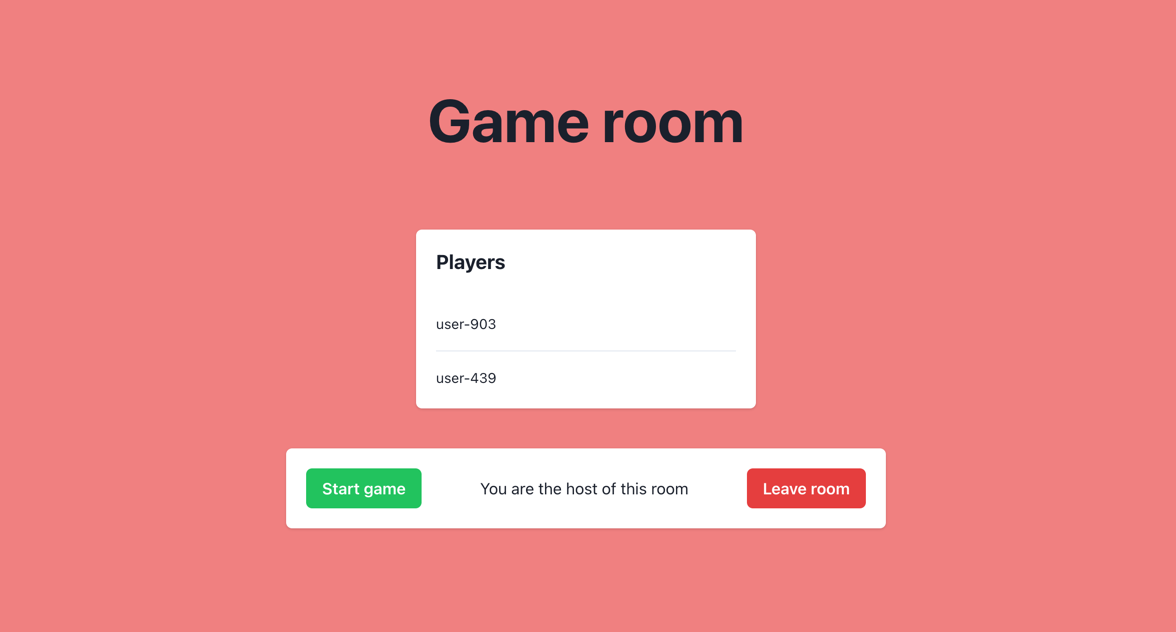 Game room
Players
user-903
user-439
Start game
You are the host of this room
Leave room